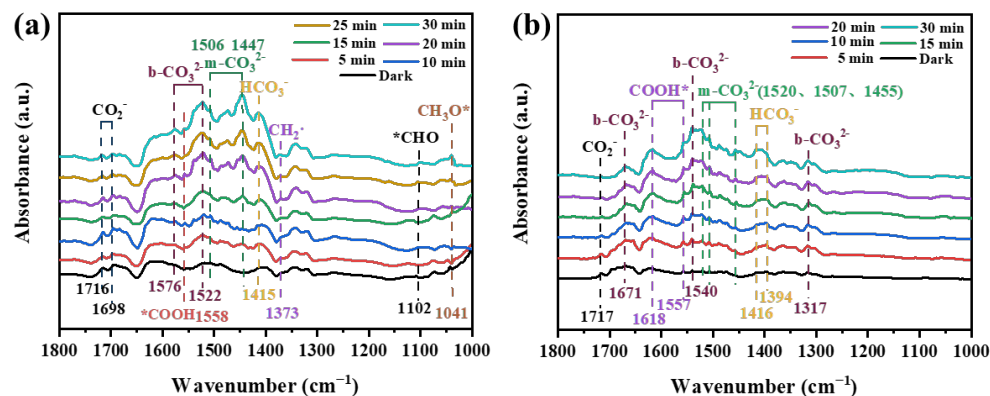 (a)
25 min
30 min
15 min
20 min
5 min
10 min
Dark
1506 1447
m-CO₃²⁻
b-CO₃²⁻
HCO₃⁻
CO₂⁻
CH₂·
CH₃O*
*CHO
1716
1698
1576
*COOH
1558
1522
1415
1373
1102
1041
Absorbance (a.u.)
1800 1600 1400 1300 1200 1100 1000
Wavenumber (cm⁻¹)
(b)
20 min
30 min
10 min
15 min
5 min
Dark
b-CO₃²⁻
COOH*
m-CO₃²⁻(1520、1507、1455)
HCO₃⁻
b-CO₃²⁻
b-CO₃²⁻
CO₂⁻
1717
1671
1618
1557
1540
1416
1394
1317
Absorbance (a.u.)
1800 1600 1500 1400 1300 1200 1100 1000
Wavenumber (cm⁻¹)